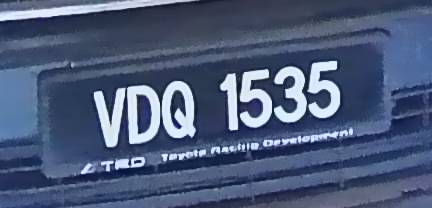 VDQ 1535
TRD Toyota Racing Development